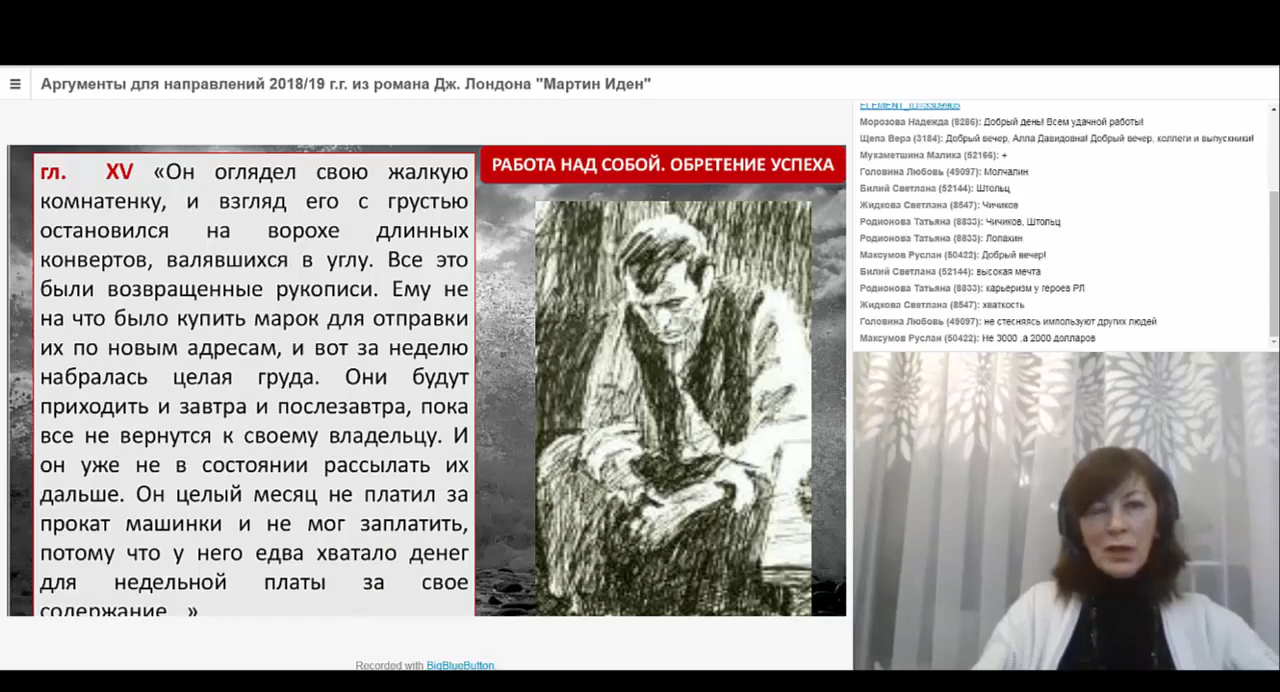 Аргументы для направлений 2018/19 г.г. из романа Дж. Лондона "Мартин Иден"
гл. XV «Он оглядел свою жалкую
комнатенку, и взгляд его с грустью
остановился на ворохе длинных
конвертов, валявшихся в углу. Все это
были возвращенные рукописи. Ему не
на что было купить марок для отправки
их по новым адресам, и вот за неделю
набралась целая груда. Они будут
приходить и завтра и послезавтра, пока
все не вернутся к своему владельцу. И
он уже не в состоянии рассылать их
дальше. Он целый месяц не платил за
прокат машинки и не мог заплатить,
потому что у него едва хватало денег
для недельной платы за свое
содержание...»
РАБОТА НАД СОБОЙ. ОБРЕТЕНИЕ УСПЕХА
Recorded with BigBlueButton.
ELEMENT_ID=3309905
Морозова Надежда (8286): Добрый день! Всем удачной работы!
Щепа Вера (3184): Добрый вечер, Алла Давидовна! Добрый вечер, коллеги и выпускники!
Мухаметшина Малика (52166): +
Головина Любовь (49097): Молчалин
Билий Светлана (52144): Штольц
Жидкова Светлана (8547): Чичиков
Родионова Татьяна (8833): Чичиков, Штольц
Родионова Татьяна (8833): Лопахин
Максумов Руслан (50422): Добрый вечер!
Билий Светлана (52144): высокая мечта
Родионова Татьяна (8833): карьеризм у героев РЛ
Жидкова Светлана (8547): хваткость
Головина Любовь (49097): не стесняясь импользуют других людей
Максумов Руслан (50422): Не 3000 ,а 2000 долларов